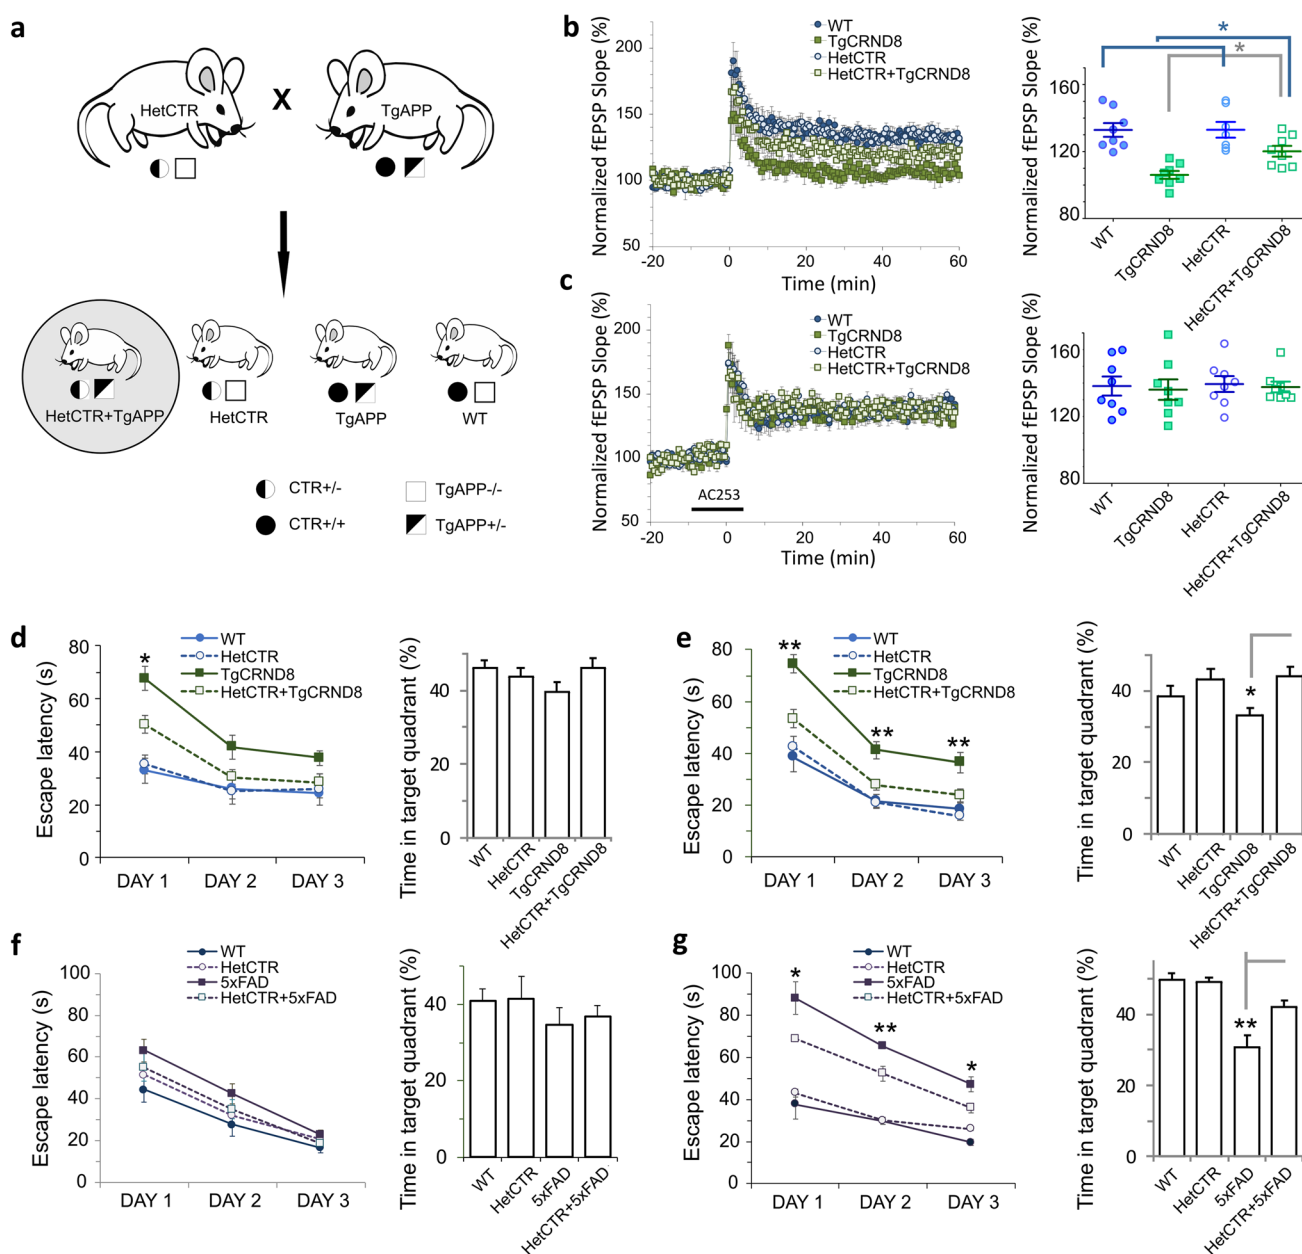 a
HetCTR
X
TgAPP
HetCTR+TgAPP
HetCTR
TgAPP
WT
CTR+/-
TgAPP-/-
CTR+/+
TgAPP+/-
b
Normalized fEPSP Slope (%)
200
150
100
50
-20
0
20
40
60
Time (min)
WT
TgCRND8
HetCTR
HetCTR+TgCRND8
Normalized fEPSP Slope (%)
160
120
80
*
*
WT
TgCRND8
HetCTR
HetCTR+TgCRND8
c
Normalized fEPSP Slope (%)
200
150
100
50
-20
0
20
40
60
Time (min)
AC253
WT
TgCRND8
HetCTR
HetCTR+TgCRND8
Normalized fEPSP Slope (%)
160
120
80
WT
TgCRND8
HetCTR
HetCTR+TgCRND8
d
Escape latency (s)
80
60
40
20
0
*
WT
HetCTR
TgCRND8
HetCTR+TgCRND8
DAY 1
DAY 2
DAY 3
Time in target quadrant (%)
40
20
0
WT
HetCTR
TgCRND8
HetCTR+TgCRND8
e
Escape latency (s)
80
60
40
20
0
**
**
**
WT
HetCTR
TgCRND8
HetCTR+TgCRND8
DAY 1
DAY 2
DAY 3
Time in target quadrant (%)
40
20
0
*
WT
HetCTR
TgCRND8
HetCTR+TgCRND8
f
Escape latency (s)
100
80
60
40
20
0
WT
HetCTR
5xFAD
HetCTR+5xFAD
DAY 1
DAY 2
DAY 3
Time in target quadrant (%)
40
20
0
WT
HetCTR
5xFAD
HetCTR+5xFAD
g
Escape latency (s)
100
80
60
40
20
0
*
**
*
WT
HetCTR
5xFAD
HetCTR+5xFAD
DAY 1
DAY 2
DAY 3
Time in target quadrant (%)
40
20
0
**
WT
HetCTR
5xFAD
HetCTR+5xFAD